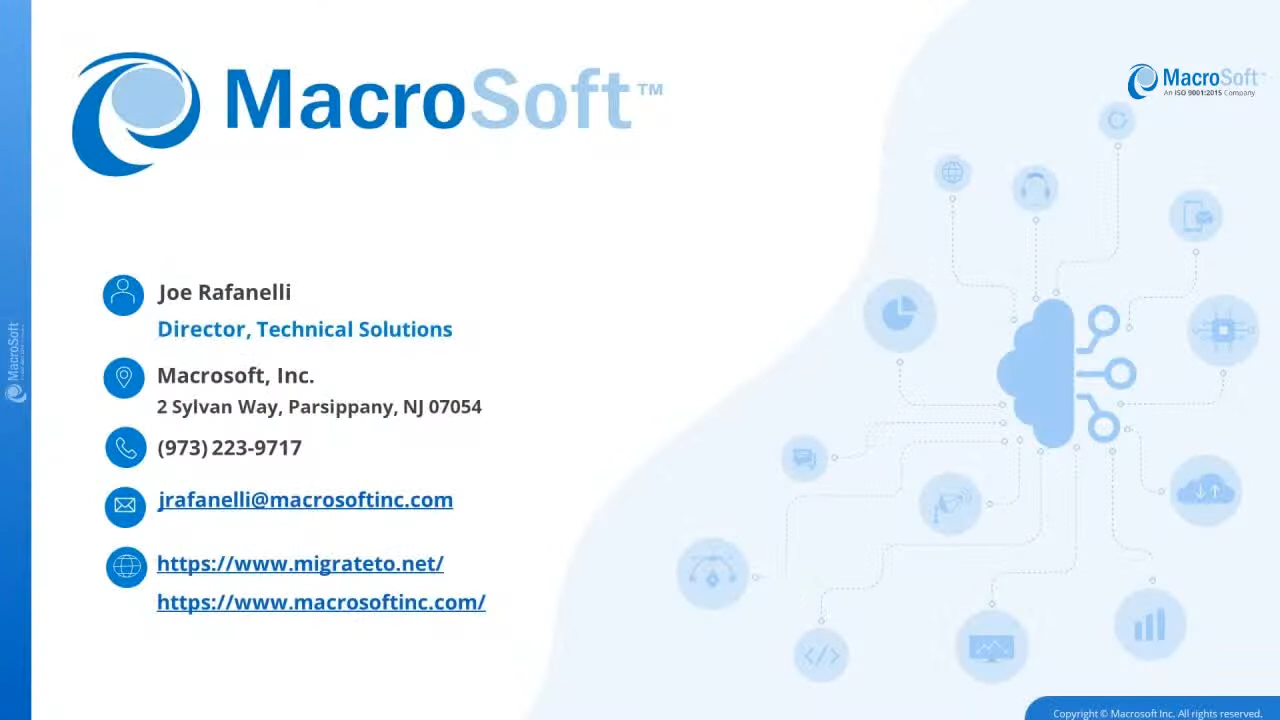 MacroSoft™
MacroSoft
An ISO 9001:2015 Company
Joe Rafanelli
Director, Technical Solutions
Macrosoft, Inc.
2 Sylvan Way, Parsippany, NJ 07054
(973) 223-9717
jrafanelli@macrosoftinc.com
https://www.migrateto.net/
https://www.macrosoftinc.com/
MacroSoft
Copyright © Macrosoft Inc. All rights reserved.